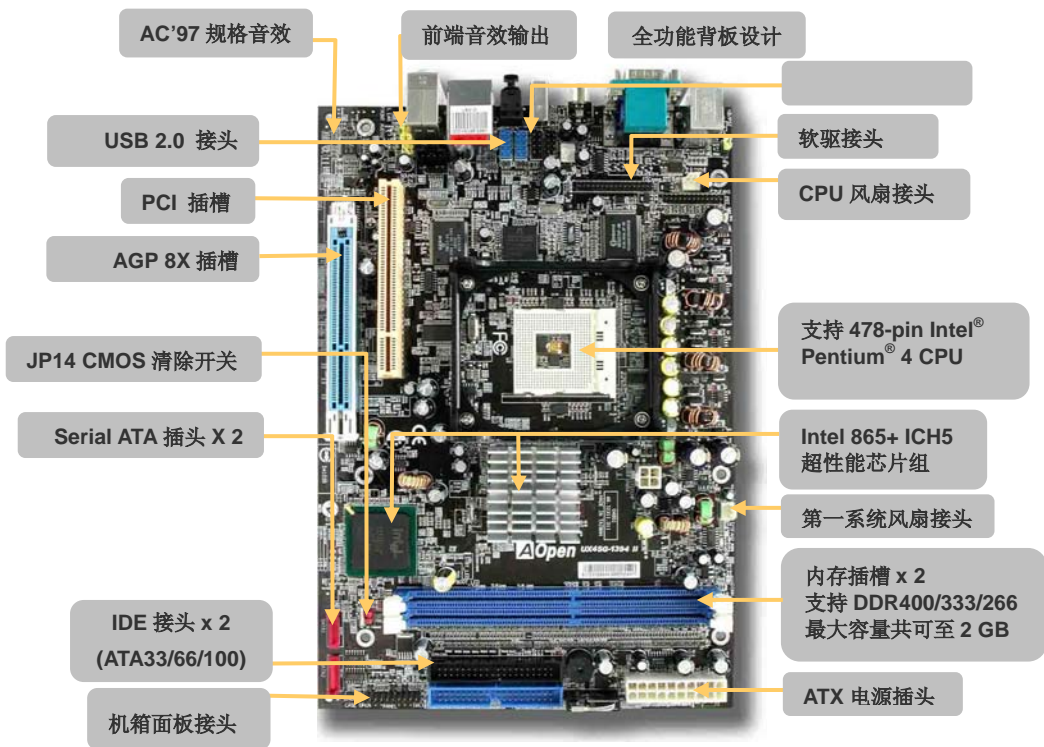 AC’97 规格音效
前端音效输出
全功能背板设计
USB 2.0 接头
软驱接头
PCI 插槽
CPU 风扇接头
AGP 8X 插槽
支持 478-pin Intel®
Pentium® 4 CPU
JP14 CMOS 清除开关
Serial ATA 插头 X 2
Intel 865+ ICH5
超性能芯片组
第一系统风扇接头
AOpen UX4SG-1394 II
intel
内存插槽 x 2
支持 DDR400/333/266
最大容量共可至 2 GB
IDE 接头 x 2
(ATA33/66/100)
ATX 电源插头
机箱面板接头